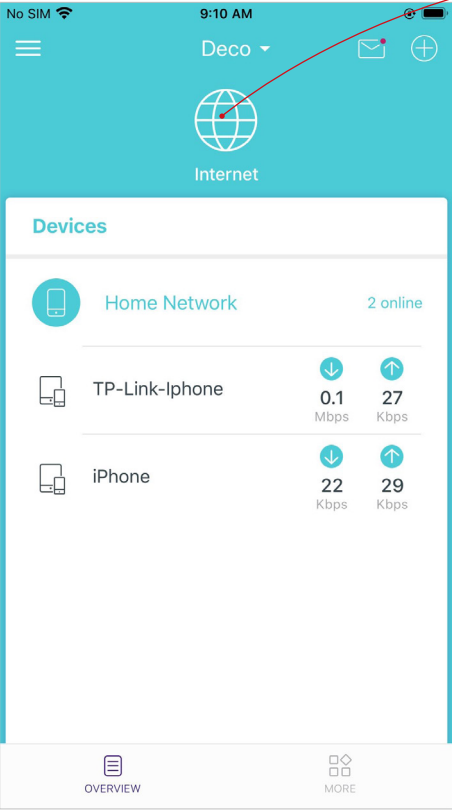 No SIM 9:10 AM
Deco
Internet
Devices
Home Network 2 online
TP-Link-Iphone 0.1 27
Mbps Kbps
iPhone 22 29
Kbps Kbps
OVERVIEW MORE